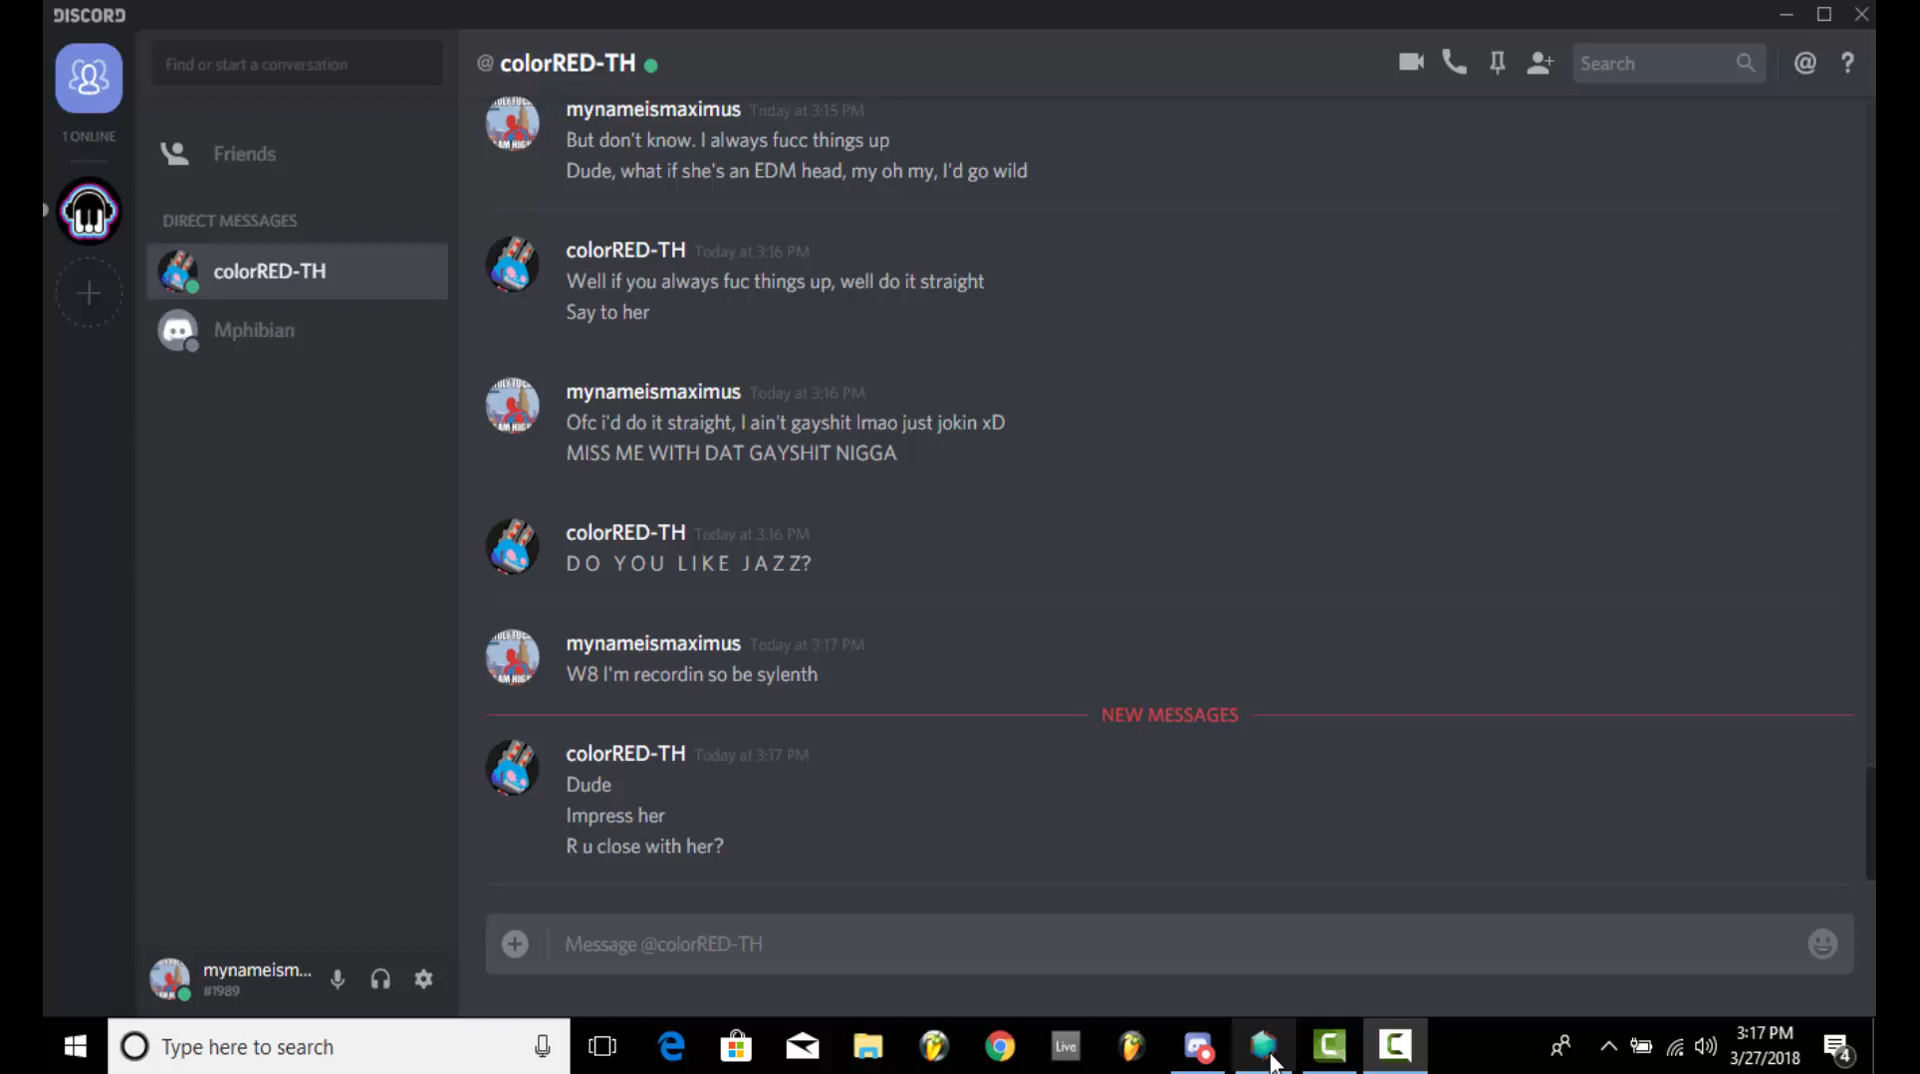 DISCORD
Find or start a conversation
@ colorRED-TH
Search
1 ONLINE
Friends
DIRECT MESSAGES
colorRED-TH
Mphibian
mynameismaximus Today at 3:15 PM
But don't know. I always fucc things up
Dude, what if she's an EDM head, my oh my, I'd go wild
colorRED-TH Today at 3:16 PM
Well if you always fuc things up, well do it straight
Say to her
mynameismaximus Today at 3:16 PM
Ofc i'd do it straight, I ain't gayshit lmao just jokin xD
MISS ME WITH DAT GAYSHIT NIGGA
colorRED-TH Today at 3:16 PM
D O Y O U L I K E J A Z Z?
mynameismaximus Today at 3:17 PM
W8 I'm recordin so be sylenth
NEW MESSAGES
colorRED-TH Today at 3:17 PM
Dude
Impress her
R u close with her?
Message @colorRED-TH
mynameism...
#1989
Type here to search
Live
3:17 PM
3/27/2018
4